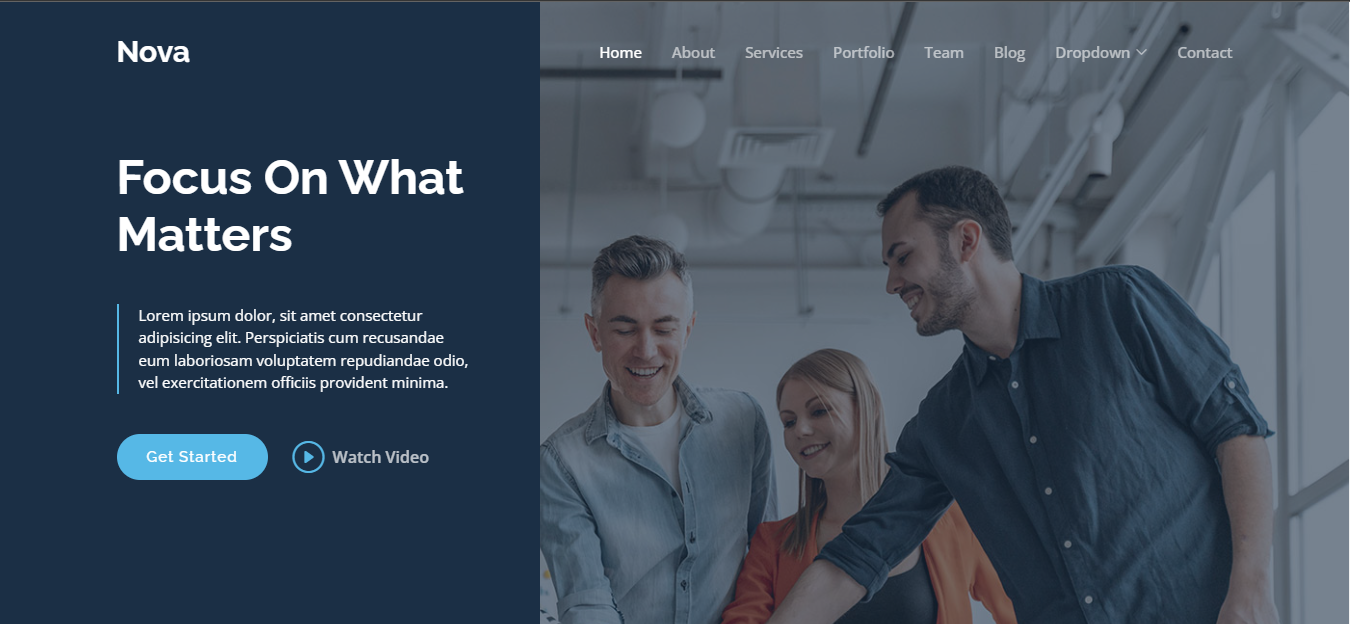 Nova
Home About Services Portfolio Team Blog Dropdown Contact
Focus On What
Matters
Lorem ipsum dolor, sit amet consectetur
adipisicing elit. Perspiciatis cum recusandae
eum laboriosam voluptatem repudiandae odio,
vel exercitationem officiis provident minima.
Get Started Watch Video